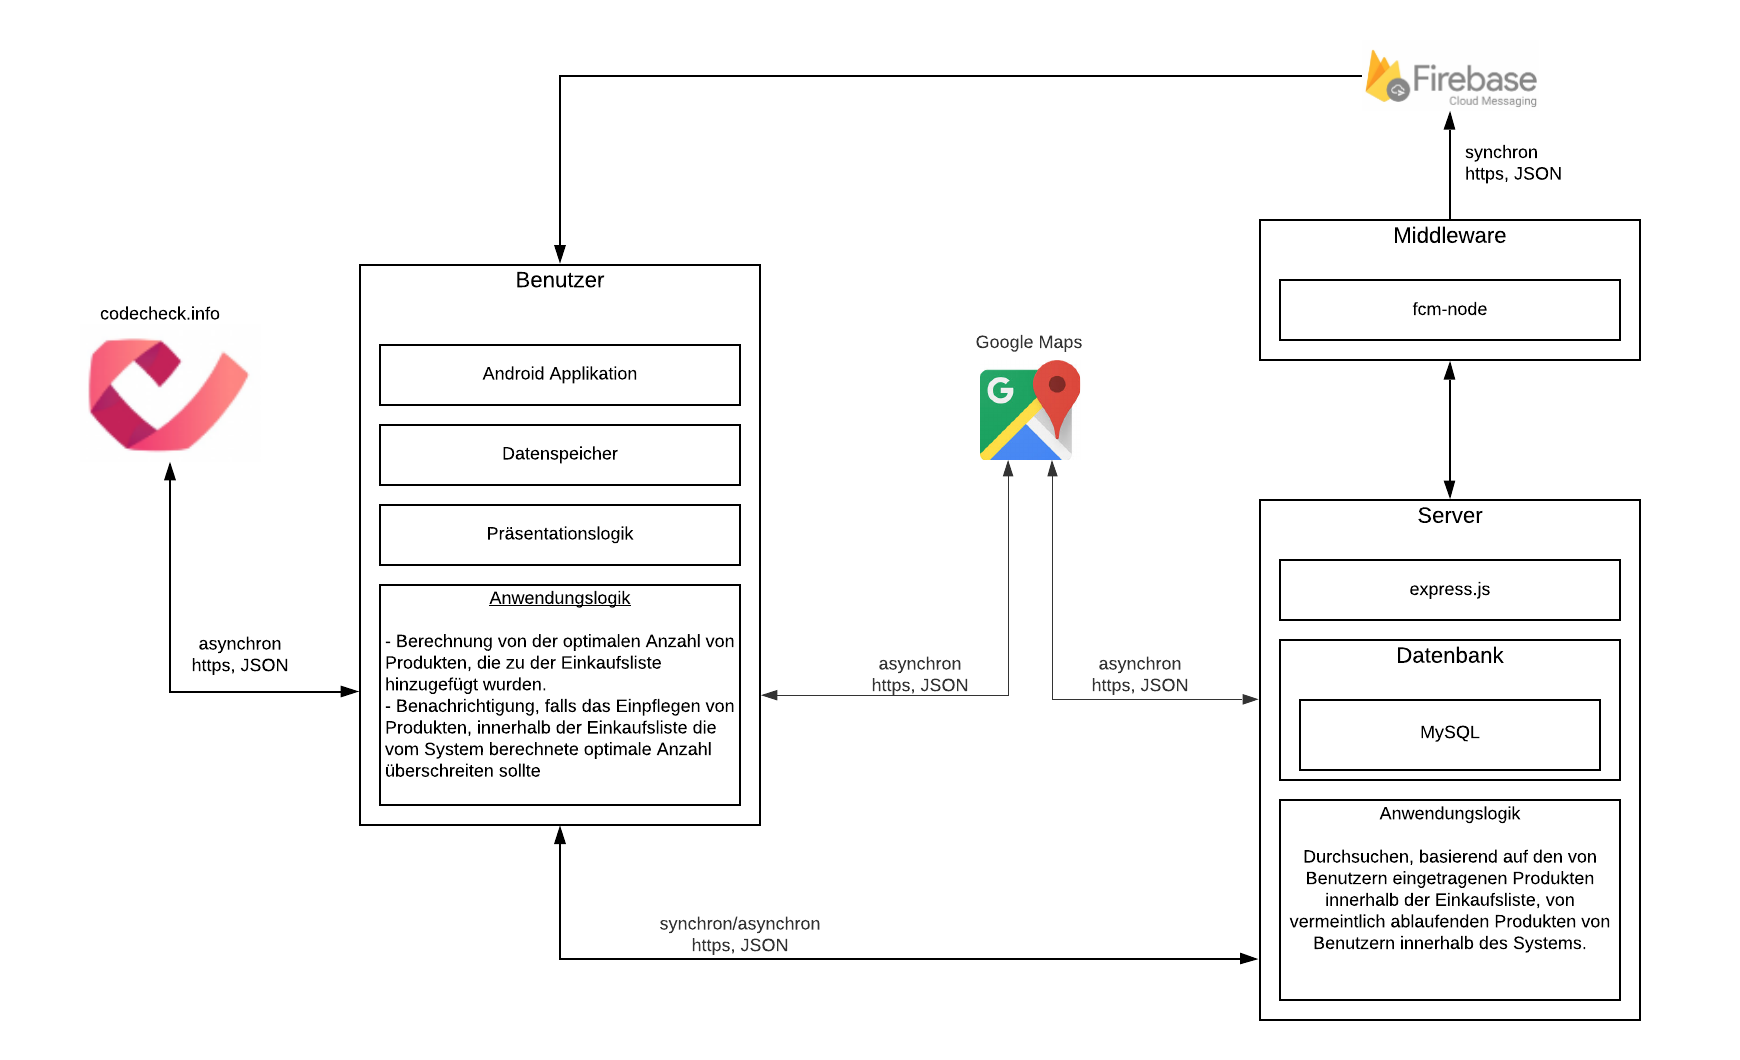 Firebase
Cloud Messaging
synchron
https, JSON
Middleware
fcm-node
Benutzer
Android Applikation
Datenspeicher
Präsentationslogik
Anwendungslogik
- Berechnung von der optimalen Anzahl von
Produkten, die zu der Einkaufsliste
hinzugefügt wurden.
- Benachrichtigung, falls das Einpflegen von
Produkten, innerhalb der Einkaufsliste die
vom System berechnete optimale Anzahl
überschreiten sollte
codecheck.info
asynchron
https, JSON
Google Maps
G
asynchron
https, JSON
asynchron
https, JSON
Server
express.js
Datenbank
MySQL
Anwendungslogik
Durchsuchen, basierend auf den von
Benutzern eingetragenen Produkten
innerhalb der Einkaufsliste, von
vermeintlich ablaufenden Produkten von
Benutzern innerhalb des Systems.
synchron/asynchron
https, JSON